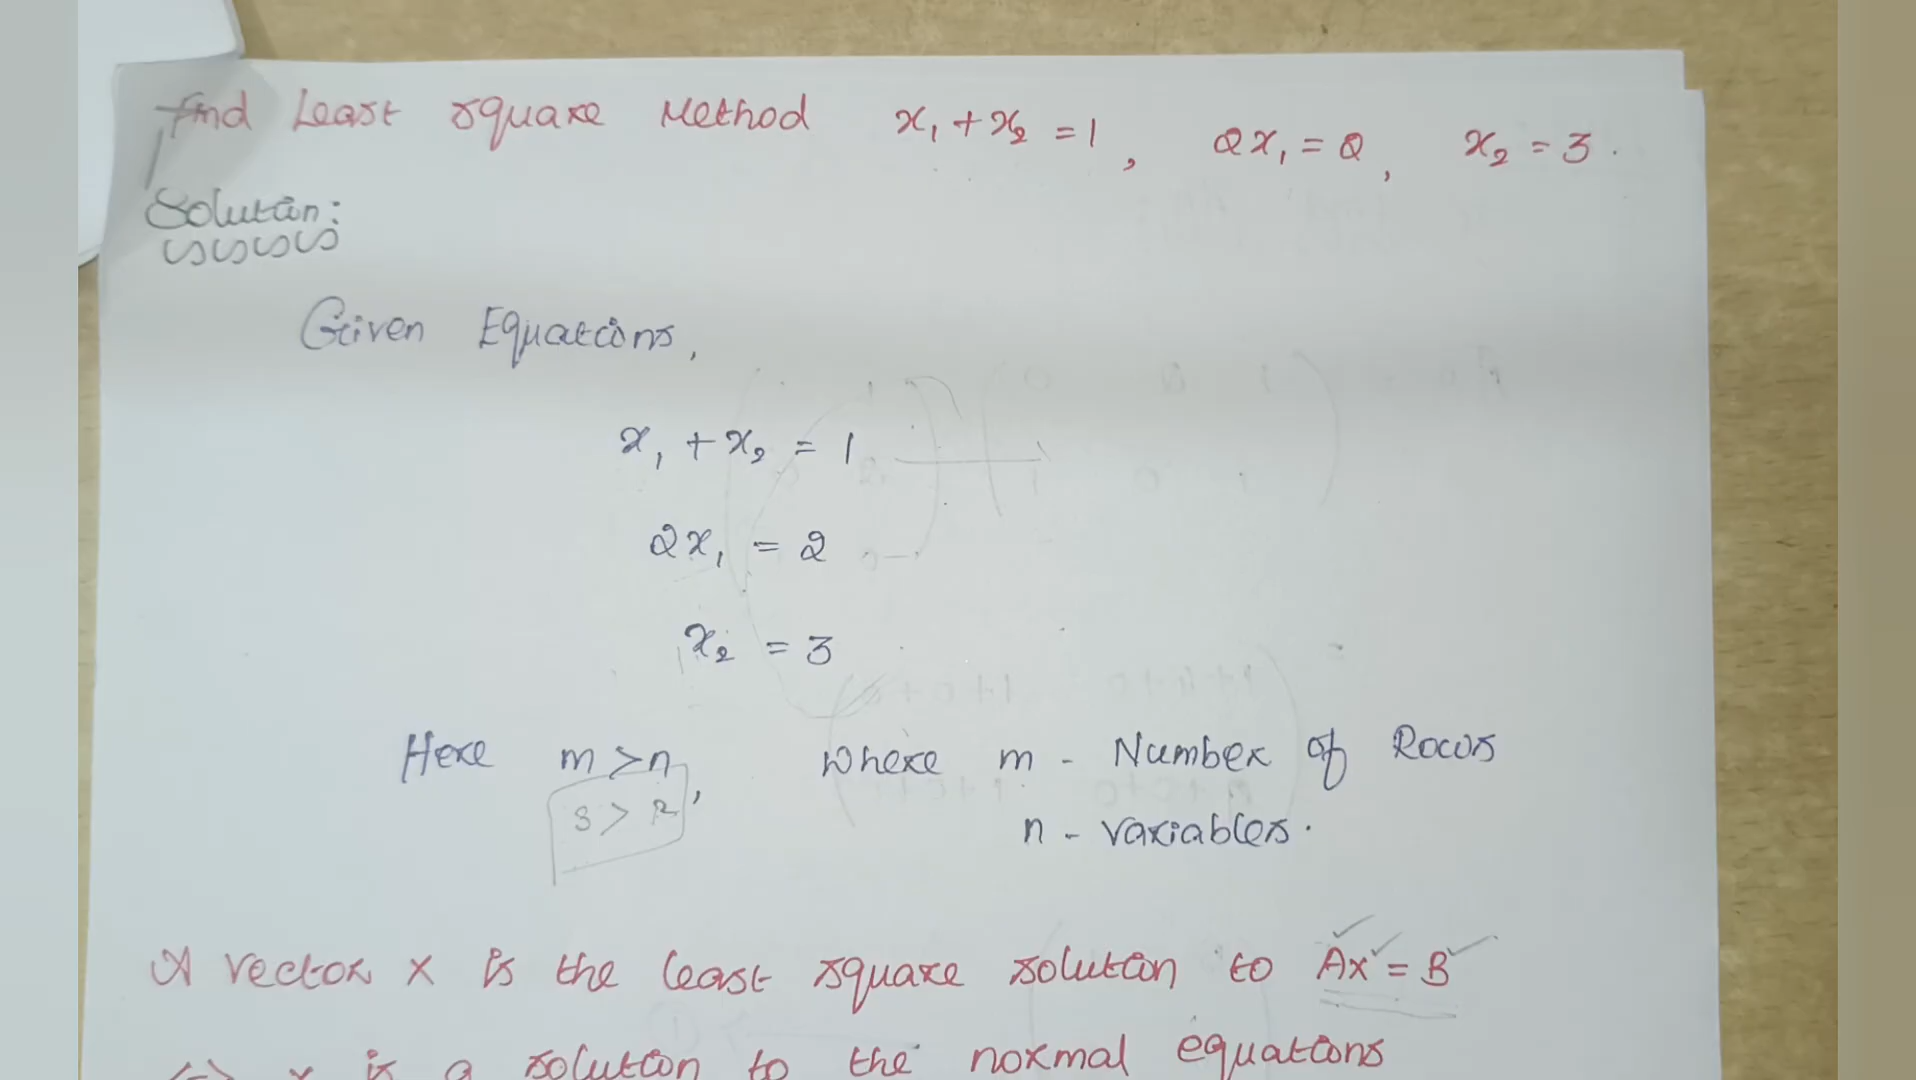 Find Least square Method x₁ + x₂ = 1, 2x₁ = 2, x₂ = 3.
Solution:
Given Equations,
x₁ + x₂ = 1
2x₁ = 2
x₂ = 3
Here m > n, where m - Number of Rows
3 > 2
n - variables.
A vector x is the least square solution to Ax = B
x is a solution to the normal equations